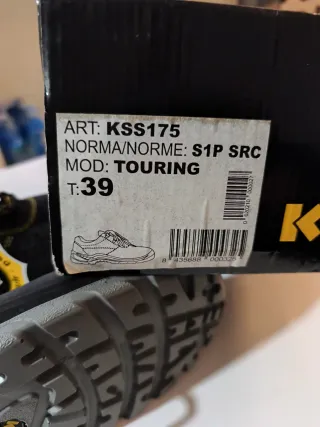 ART: KSS175
NORMA/NORME: S1P SRC
MOD: TOURING
T: 39
K